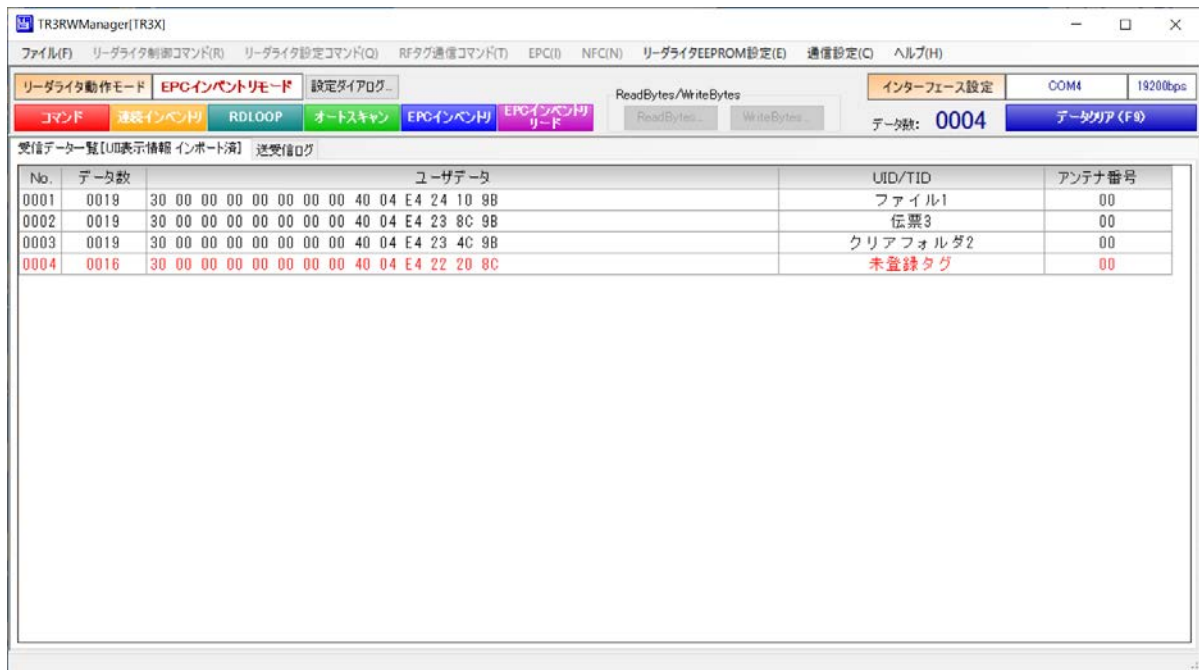 TR3RWManager[TR3X]
ファイル(F) リーダライタ制御コマンド(R) リーダライタ設定コマンド(Q) RFタグ通信コマンド(T) EPC(I) NFC(N) リーダライタEEPROM設定(E) 通信設定(C) ヘルプ(H)
リーダライタ動作モード EPCインベントリモード 設定ダイアログ... ReadBytes/WriteBytes インターフェース設定 COM4 19200bps
コマンド 連続インベントリ RDLOOP オートスキャン EPCインベントリ EPCインベントリ
リード ReadBytes... WriteBytes... データ数: 0004 データクリア(F9)
受信データ一覧【UII表示情報 インポート済】 送受信ログ
No. データ数 ユーザデータ UID/TID アンテナ番号
0001 0019 30 00 00 00 00 00 00 00 40 04 E4 24 10 9B ファイル1 00
0002 0019 30 00 00 00 00 00 00 00 40 04 E4 23 8C 9B 伝票3 00
0003 0019 30 00 00 00 00 00 00 00 40 04 E4 23 4C 9B クリアフォルダ2 00
0004 0016 30 00 00 00 00 00 00 00 40 04 E4 22 20 8C 未登録タグ 00